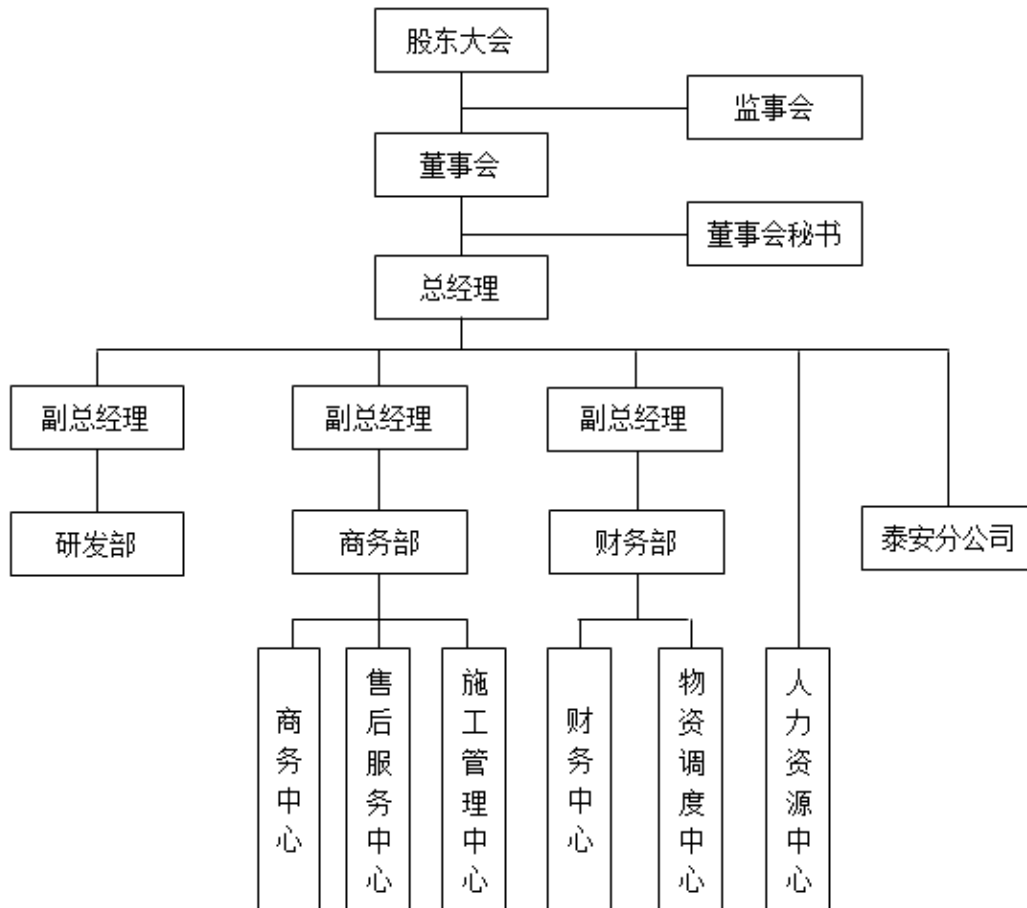 股东大会
监事会
董事会
董事会秘书
总经理
副总经理
副总经理
副总经理
研发部
商务部
财务部
泰安分公司
商务中心
售后服务中心
施工管理中心
财务中心
物资调度中心
人力资源中心